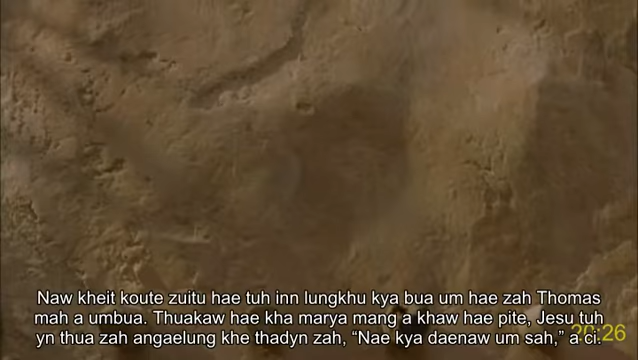 Naw kheit koute zuitu hae tuh inn lungkhu kya bua um hae zah Thomas
mah a umbua. Thuakaw hae kha marya mang a khaw hae pite, Jesu tuh
yn thua zah angaelung khe thadyn zah, “Nae kya daenaw um sah,” a ci.
20:26